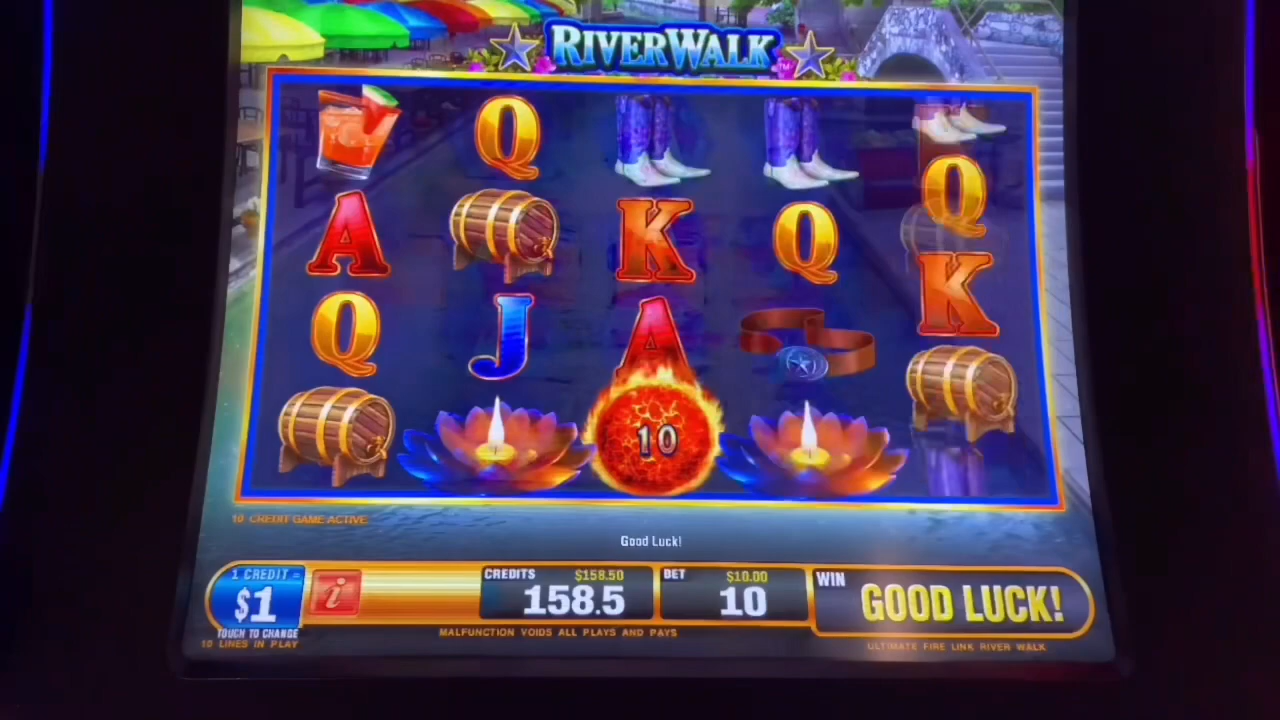 RIVERWALK™
Q
A K Q Q
Q J A K
10
10 CREDIT GAME ACTIVE
Good Luck!
1 CREDIT =
$1
TOUCH TO CHANGE
i
CREDITS $158.50
158.5
BET $10.00
10
WIN GOOD LUCK!
MALFUNCTION VOIDS ALL PLAYS AND PAYS
10 LINES IN PLAY
ULTIMATE FIRE LINK RIVER WALK